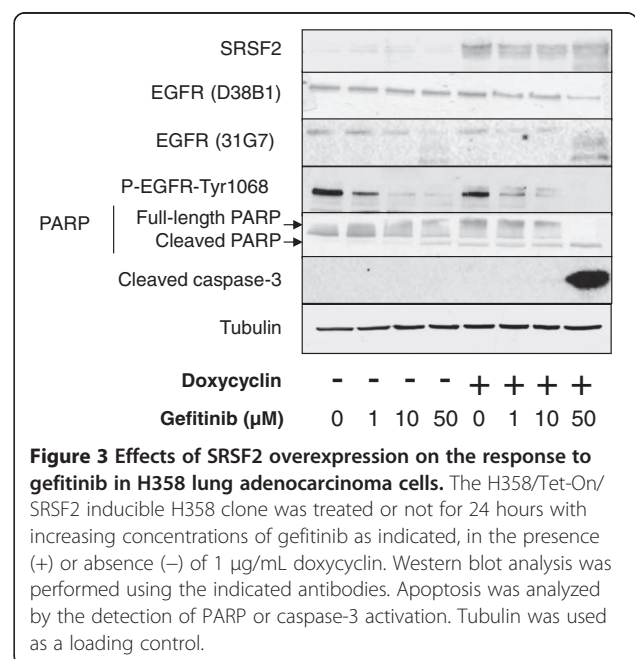 SRSF2
EGFR (D38B1)
EGFR (31G7)
P-EGFR-Tyr1068
PARP
Full-length PARP
Cleaved PARP
Cleaved caspase-3
Tubulin
Doxycyclin - - - - + + + +
Gefitinib (µM) 0 1 10 50 0 1 10 50
Figure 3 Effects of SRSF2 overexpression on the response to
gefitinib in H358 lung adenocarcinoma cells. The H358/Tet-On/
SRSF2 inducible H358 clone was treated or not for 24 hours with
increasing concentrations of gefitinib as indicated, in the presence
(+) or absence (−) of 1 µg/mL doxycyclin. Western blot analysis was
performed using the indicated antibodies. Apoptosis was analyzed
by the detection of PARP or caspase-3 activation. Tubulin was used
as a loading control.